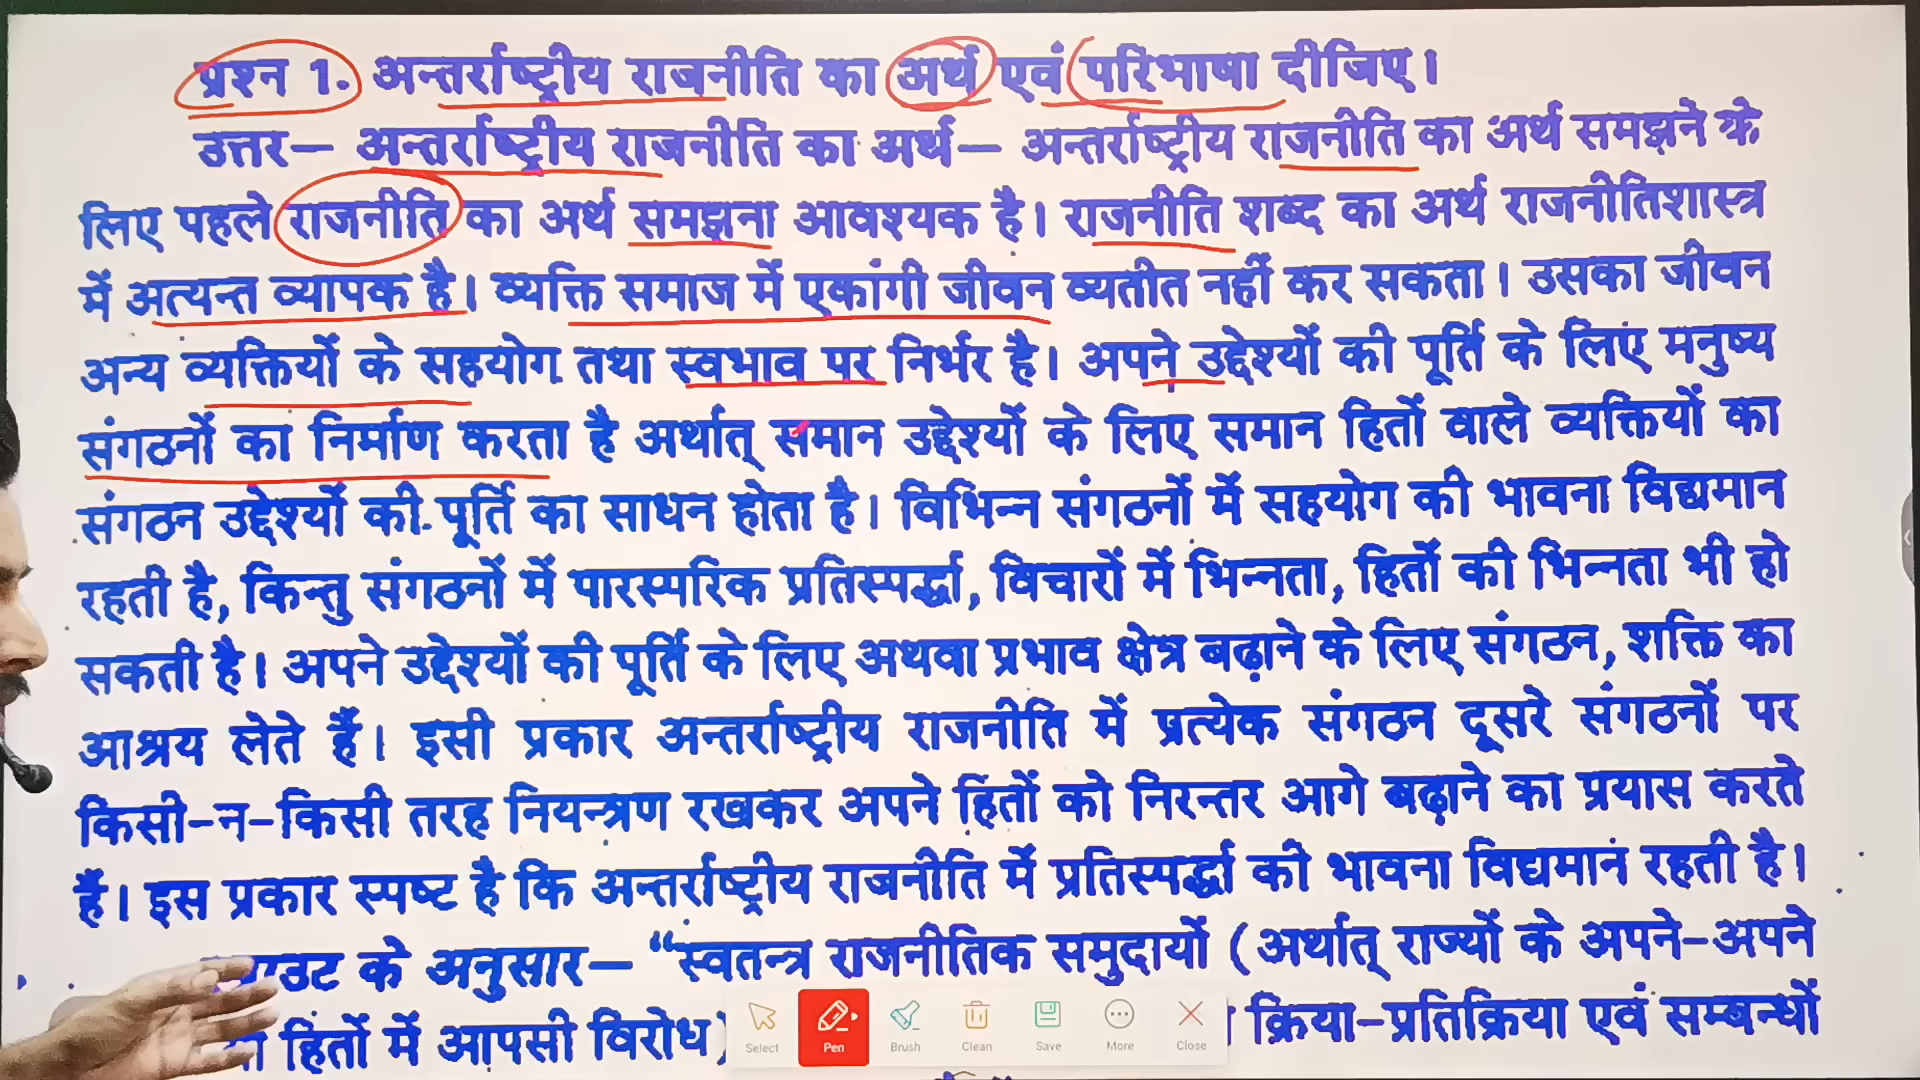 प्रश्न 1. अन्तर्राष्ट्रीय राजनीति का अर्थ एवं परिभाषा दीजिए।
उत्तर— अन्तर्राष्ट्रीय राजनीति का अर्थ— अन्तर्राष्ट्रीय राजनीति का अर्थ समझने के
लिए पहले राजनीति का अर्थ समझना आवश्यक है। राजनीति शब्द का अर्थ राजनीतिशास्त्र
में अत्यन्त व्यापक है। व्यक्ति समाज में एकांगी जीवन व्यतीत नहीं कर सकता। उसका जीवन
अन्य व्यक्तियों के सहयोग तथा स्वभाव पर निर्भर है। अपने उद्देश्यों की पूर्ति के लिए मनुष्य
संगठनों का निर्माण करता है अर्थात् समान उद्देश्यों के लिए समान हितों वाले व्यक्तियों का
संगठन उद्देश्यों की पूर्ति का साधन होता है। विभिन्न संगठनों में सहयोग की भावना विद्यमान
रहती है, किन्तु संगठनों में पारस्परिक प्रतिस्पर्द्धा, विचारों में भिन्नता, हितों की भिन्नता भी हो
सकती है। अपने उद्देश्यों की पूर्ति के लिए अथवा प्रभाव क्षेत्र बढ़ाने के लिए संगठन, शक्ति का
आश्रय लेते हैं। इसी प्रकार अन्तर्राष्ट्रीय राजनीति में प्रत्येक संगठन दूसरे संगठनों पर
किसी-न-किसी तरह नियन्त्रण रखकर अपने हितों को निरन्तर आगे बढ़ाने का प्रयास करते
हैं। इस प्रकार स्पष्ट है कि अन्तर्राष्ट्रीय राजनीति में प्रतिस्पर्द्धा की भावना विद्यमान रहती है।
के अनुसार— “स्वतन्त्र राजनीतिक समुदायों (अर्थात् राज्यों के अपने-अपने
हितों में आपसी विरोध) क्रिया-प्रतिक्रिया एवं सम्बन्धों
Select Pen Brush Clean Save More Close